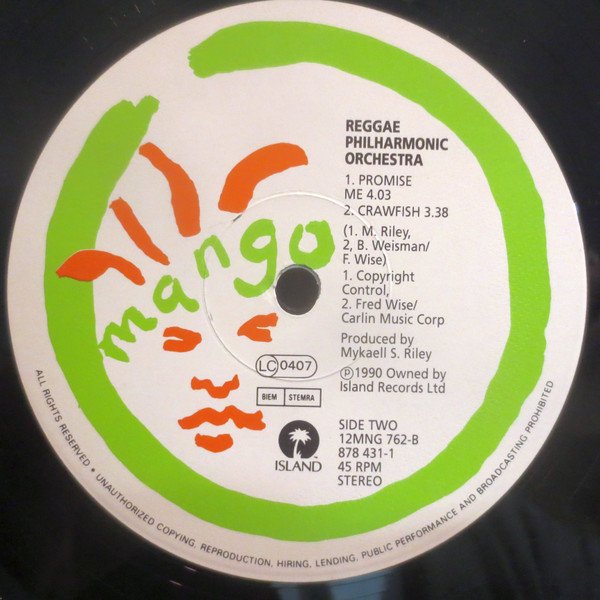 REGGAE
PHILHARMONIC
ORCHESTRA
1. PROMISE
ME 4.03
2. CRAWFISH 3.38
(1. M. Riley,
2, B. Weisman/
F. Wise)
1. Copyright
Control,
2. Fred Wise/
Carlin Music Corp
Produced by
Mykaell S. Riley
℗1990 Owned by
Island Records Ltd
mango
LC 0407
BIEM STEMRA
ISLAND
SIDE TWO
12MNG 762-B
878 431-1
45 RPM
STEREO
ALL RIGHTS RESERVED • UNAUTHORIZED COPYING, REPRODUCTION, HIRING, LENDING, PUBLIC PERFORMANCE AND BROADCASTING PROHIBITED